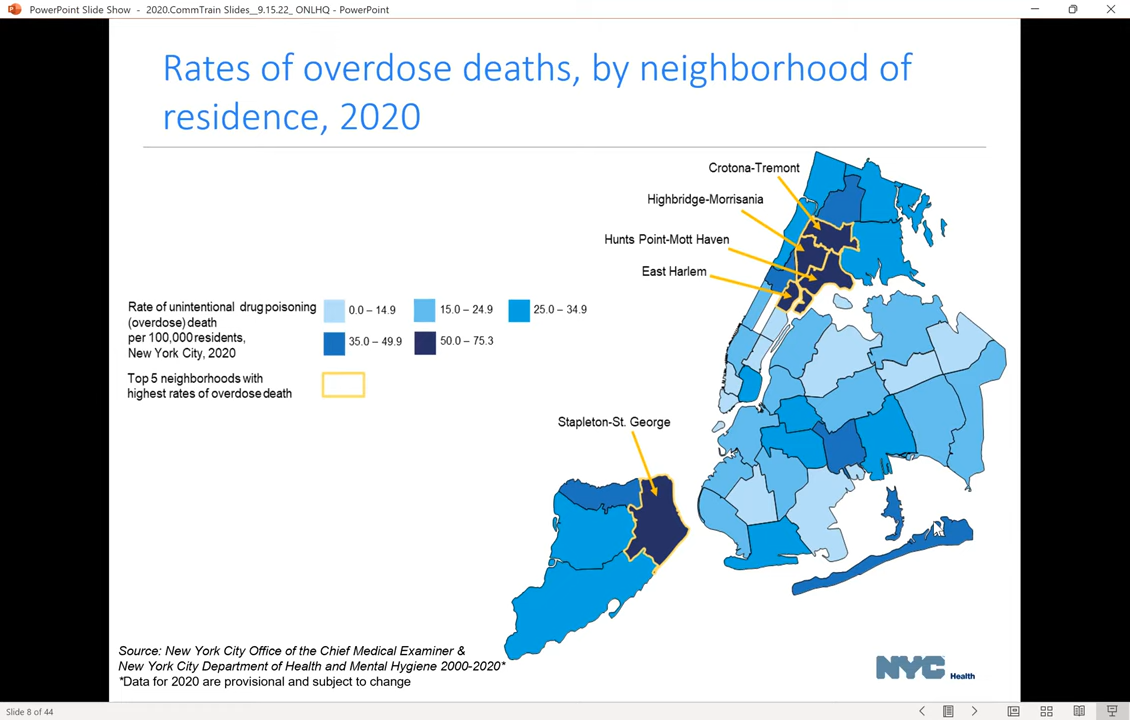 PowerPoint Slide Show - 2020.CommTrain Slides__9.15.22_ ONLHQ - PowerPoint
Rates of overdose deaths, by neighborhood of
residence, 2020
Crotona-Tremont
Highbridge-Morrisania
Hunts Point-Mott Haven
East Harlem
Rate of unintentional drug poisoning
(overdose) death
per 100,000 residents,
New York City, 2020
0.0 – 14.9
15.0 – 24.9
25.0 – 34.9
35.0 – 49.9
50.0 – 75.3
Top 5 neighborhoods with
highest rates of overdose death
Stapleton-St. George
Source: New York City Office of the Chief Medical Examiner &
New York City Department of Health and Mental Hygiene 2000-2020*
*Data for 2020 are provisional and subject to change
NYC Health
Slide 8 of 44